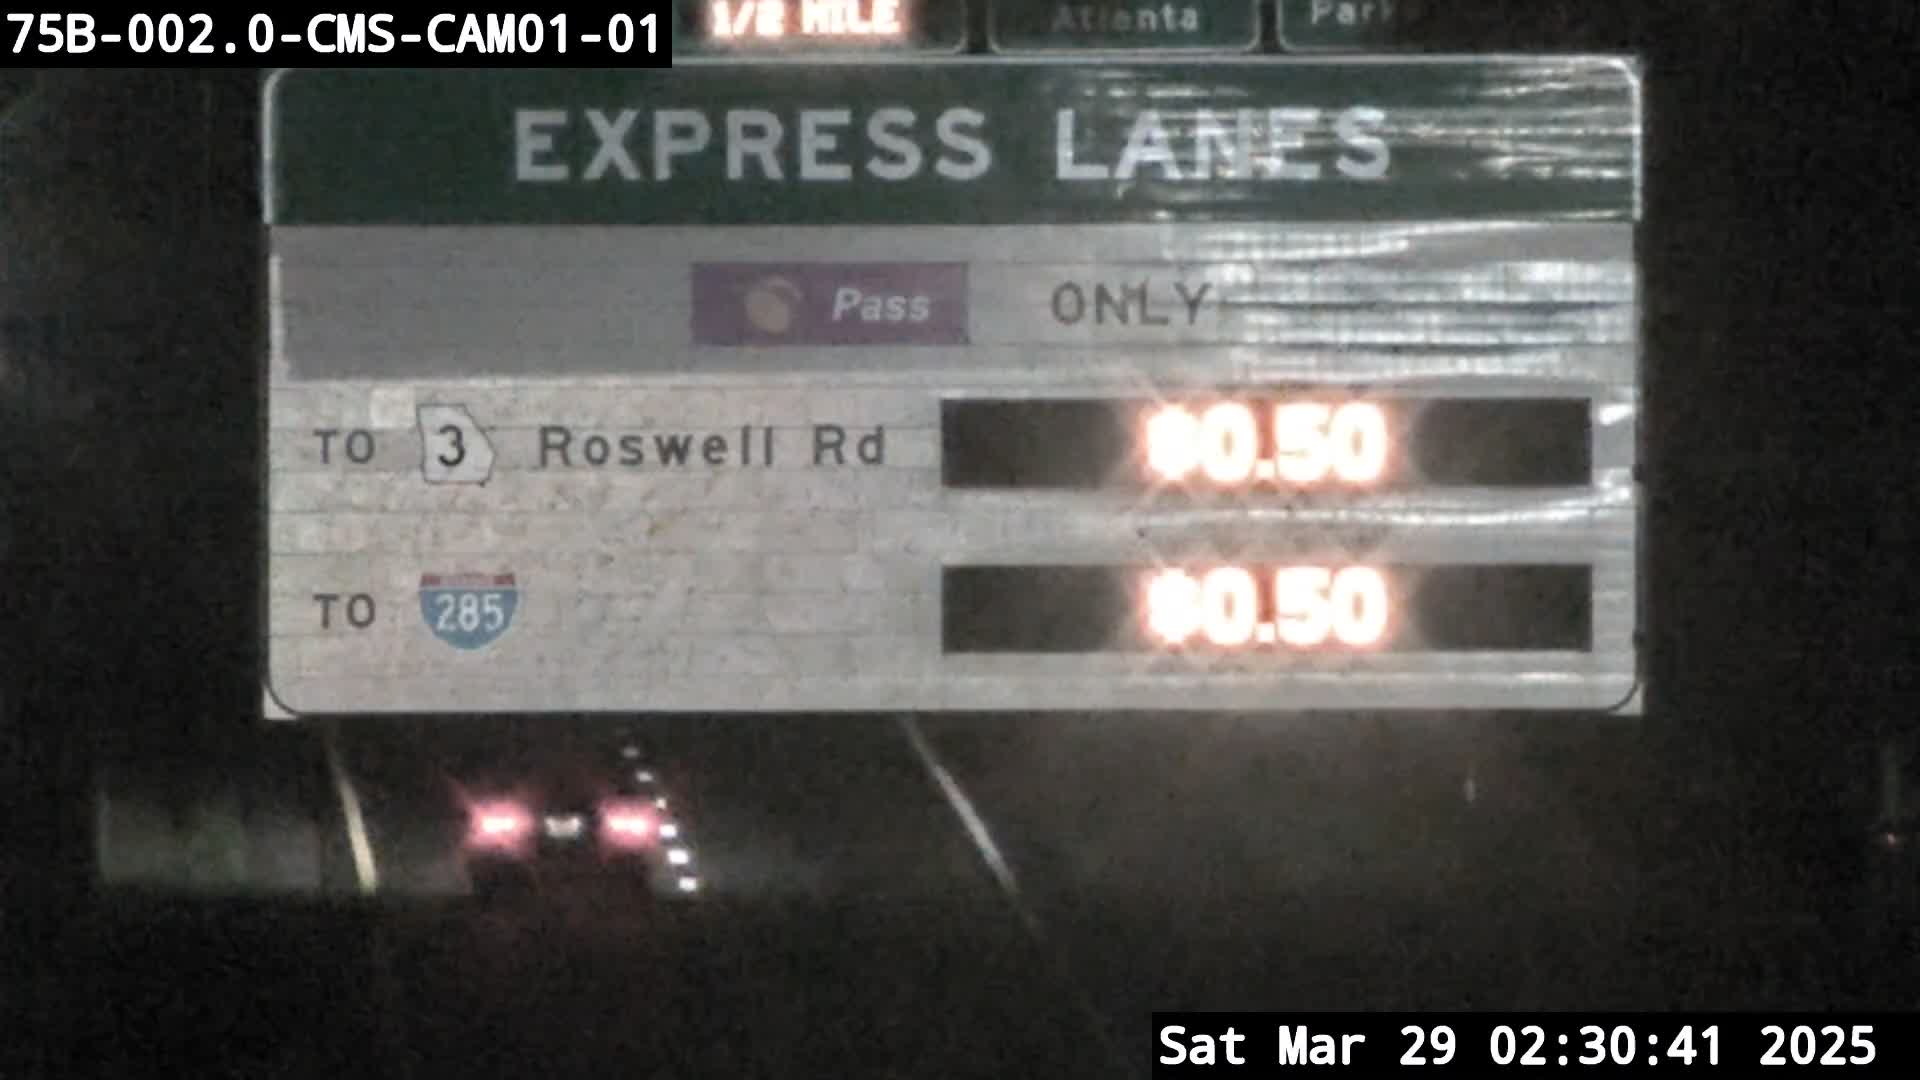 75B-002.0-CMS-CAM01-01
1/2 MILE
Atlanta
EXPRESS LANES
Pass ONLY
TO 3 Roswell Rd $0.50
TO 285 $0.50
Sat Mar 29 02:30:41 2025